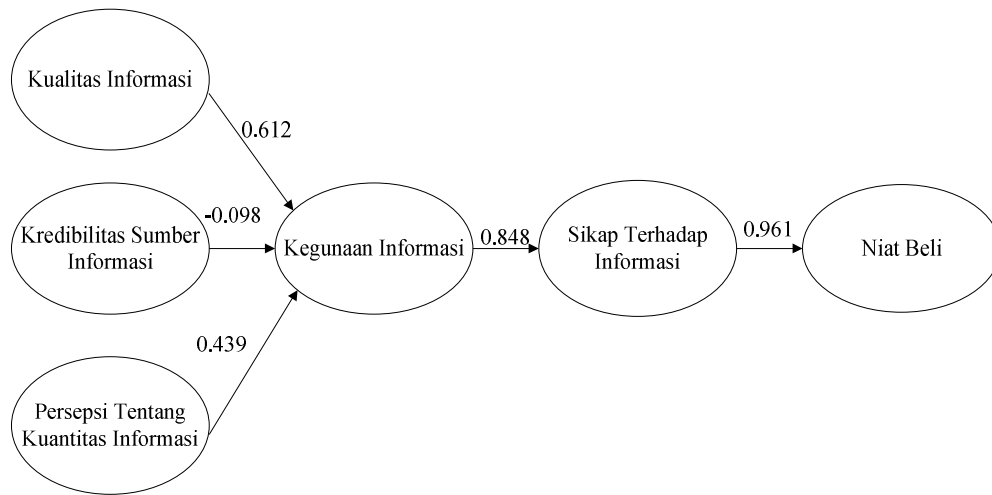 Kualitas Informasi
0.612
Kredibilitas Sumber
Informasi
-0.098
Kegunaan Informasi
0.848
Sikap Terhadap
Informasi
0.961
Niat Beli
0.439
Persepsi Tentang
Kuantitas Informasi